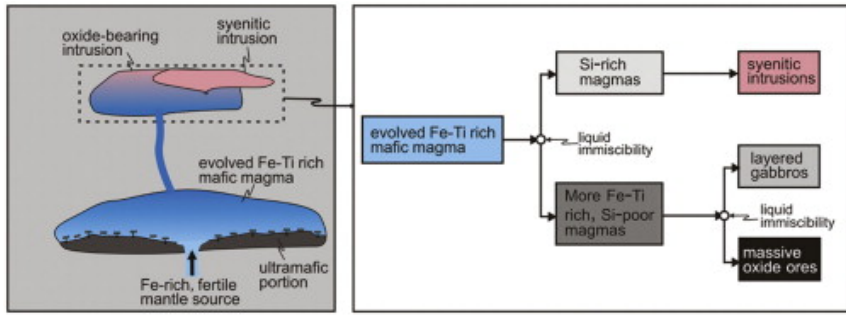 oxide-bearing
intrusion
syenitic
intrusion
evolved Fe-Ti rich
mafic magma
ultramafic
portion
Fe-rich, fertile
mantle source
evolved Fe-Ti rich
mafic magma
Si-rich
magmas
syenitic
intrusions
liquid
immiscibility
More Fe-Ti
rich, Si-poor
magmas
layered
gabbros
liquid
immiscibility
massive
oxide ores